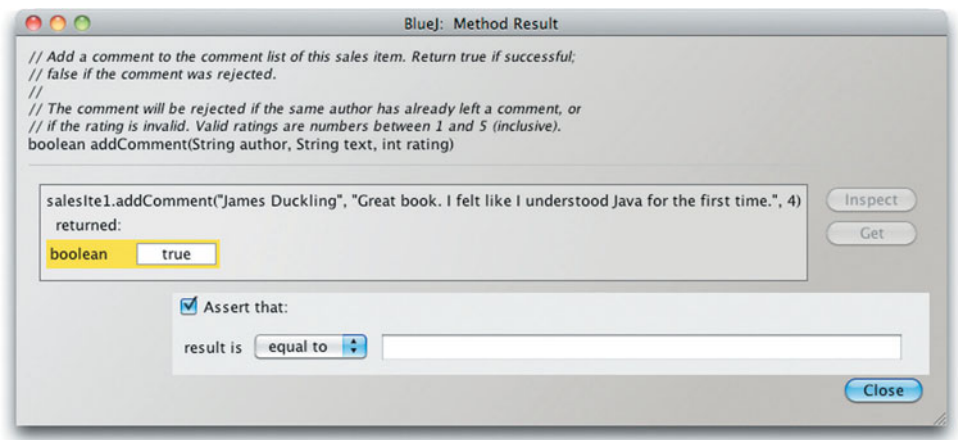 BlueJ: Method Result
// Add a comment to the comment list of this sales item. Return true if successful;
// false if the comment was rejected.
//
// The comment will be rejected if the same author has already left a comment, or
// if the rating is invalid. Valid ratings are numbers between 1 and 5 (inclusive).
boolean addComment(String author, String text, int rating)
salesIte1.addComment("James Duckling", "Great book. I felt like I understood Java for the first time.", 4)
returned:
boolean true
Inspect
Get
Assert that:
result is equal to
Close